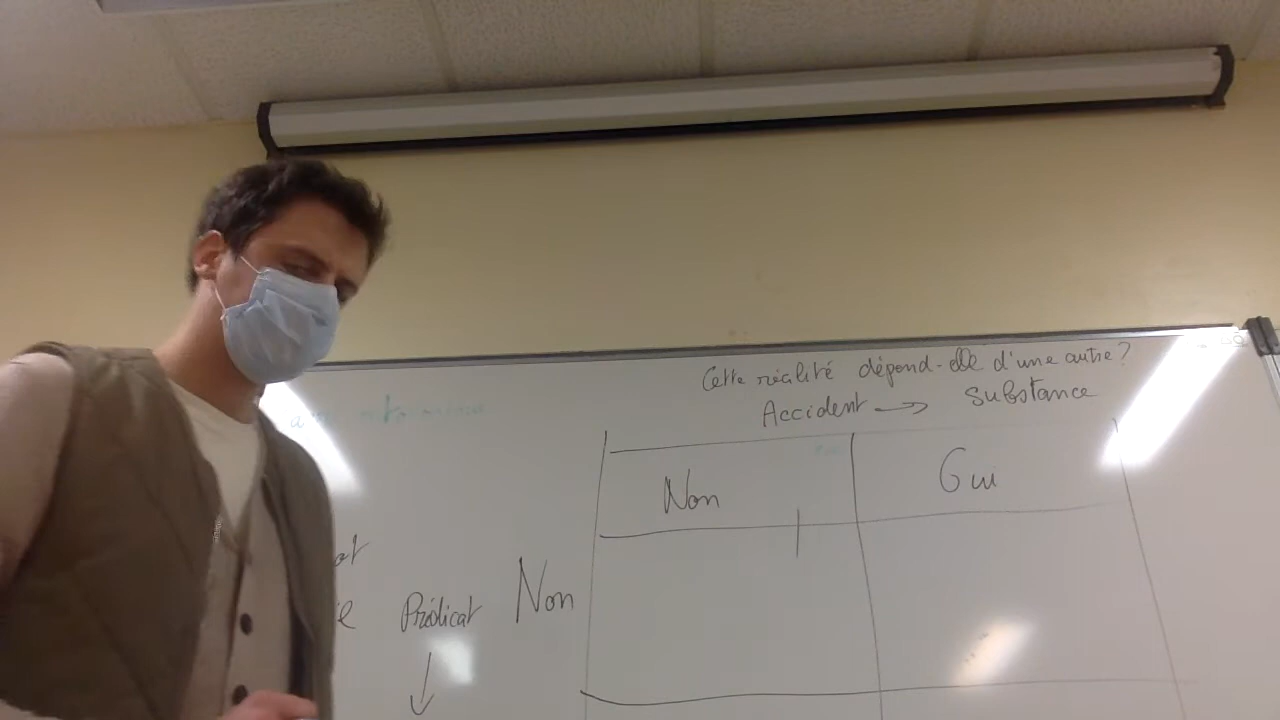 Cette réalité dépend-elle d'une autre ?
Accident → Substance
Non Oui
Prédicat Non
↓